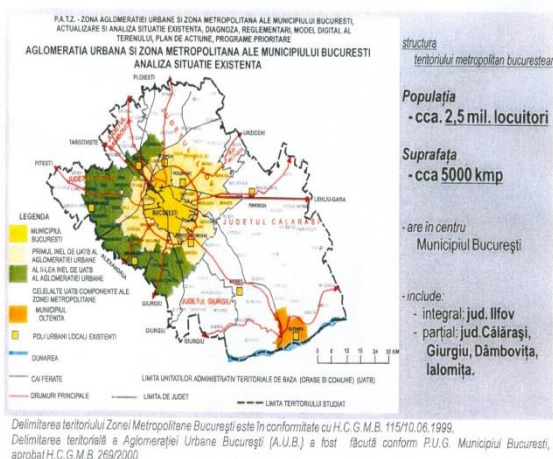 P.A.T.Z. - ZONA AGLOMERATIEI URBANE SI ZONA METROPOLITANA ALE MUNICIPIULUI BUCURESTI,
ACTUALIZARE SI ANALIZA SITUATIE EXISTENTA, DIAGNOZA, REGLEMENTARI, MODEL DIGITAL AL
TERENULUI, PLAN DE ACTIUNE, PROGRAME PRIORITARE
AGLOMERATIA URBANA SI ZONA METROPOLITANA ALE MUNICIPIULUI BUCURESTI
ANALIZA SITUATIE EXISTENTA
PLOIESTI
TARGOVISTE
URZICENI
PITESTI
LEHLIU-GARA
BUCURESTI
JUDETUL CALARASI
ALEXANDRIA
GIURGIU
JUDETUL GIURGIU
GIURGIU
GIURGIU
LEGENDA
MUNICIPIUL
BUCURESTI
PRIMUL INEL DE UATB AL
AGLOMERATIEI URBANE
AL II-LEA INEL DE UATB
AL AGLOMERATIEI URBANE
CELELALTE UATB COMPONENTE ALE
ZONEI METROPOLITANE
MUNICIPIUL
OLTENITA
POLI URBANI LOCALI EXISTENTI
DUNAREA
CAI FERATE
DRUMURI PRINCIPALE
LIMITA UNITATILOR ADMINISTRATIV TERITORIALE DE BAZA (ORASE SI COMUNE) (UATB)
LIMITA DE JUDET
LIMITA TERITORIULUI STUDIAT
structura
teritoriului metropolitan bucurestean
Populația
- cca. 2,5 mil. locuitori
Suprafața
- cca 5000 kmp
- are în centru
Municipiul București
- include:
- integral: jud. Ilfov
- parțial: jud. Călărași,
Giurgiu, Dâmbovița,
Ialomița.
Delimitarea teritoriului Zonei Metropolitane București este în conformitate cu H.C.G.M.B. 115/10.06.1999.
Delimitarea teritorială a Aglomerației Urbane București (A.U.B.) a fost făcută conform P.U.G. Municipiul București,
aprobat H.C.G.M.B. 269/2000